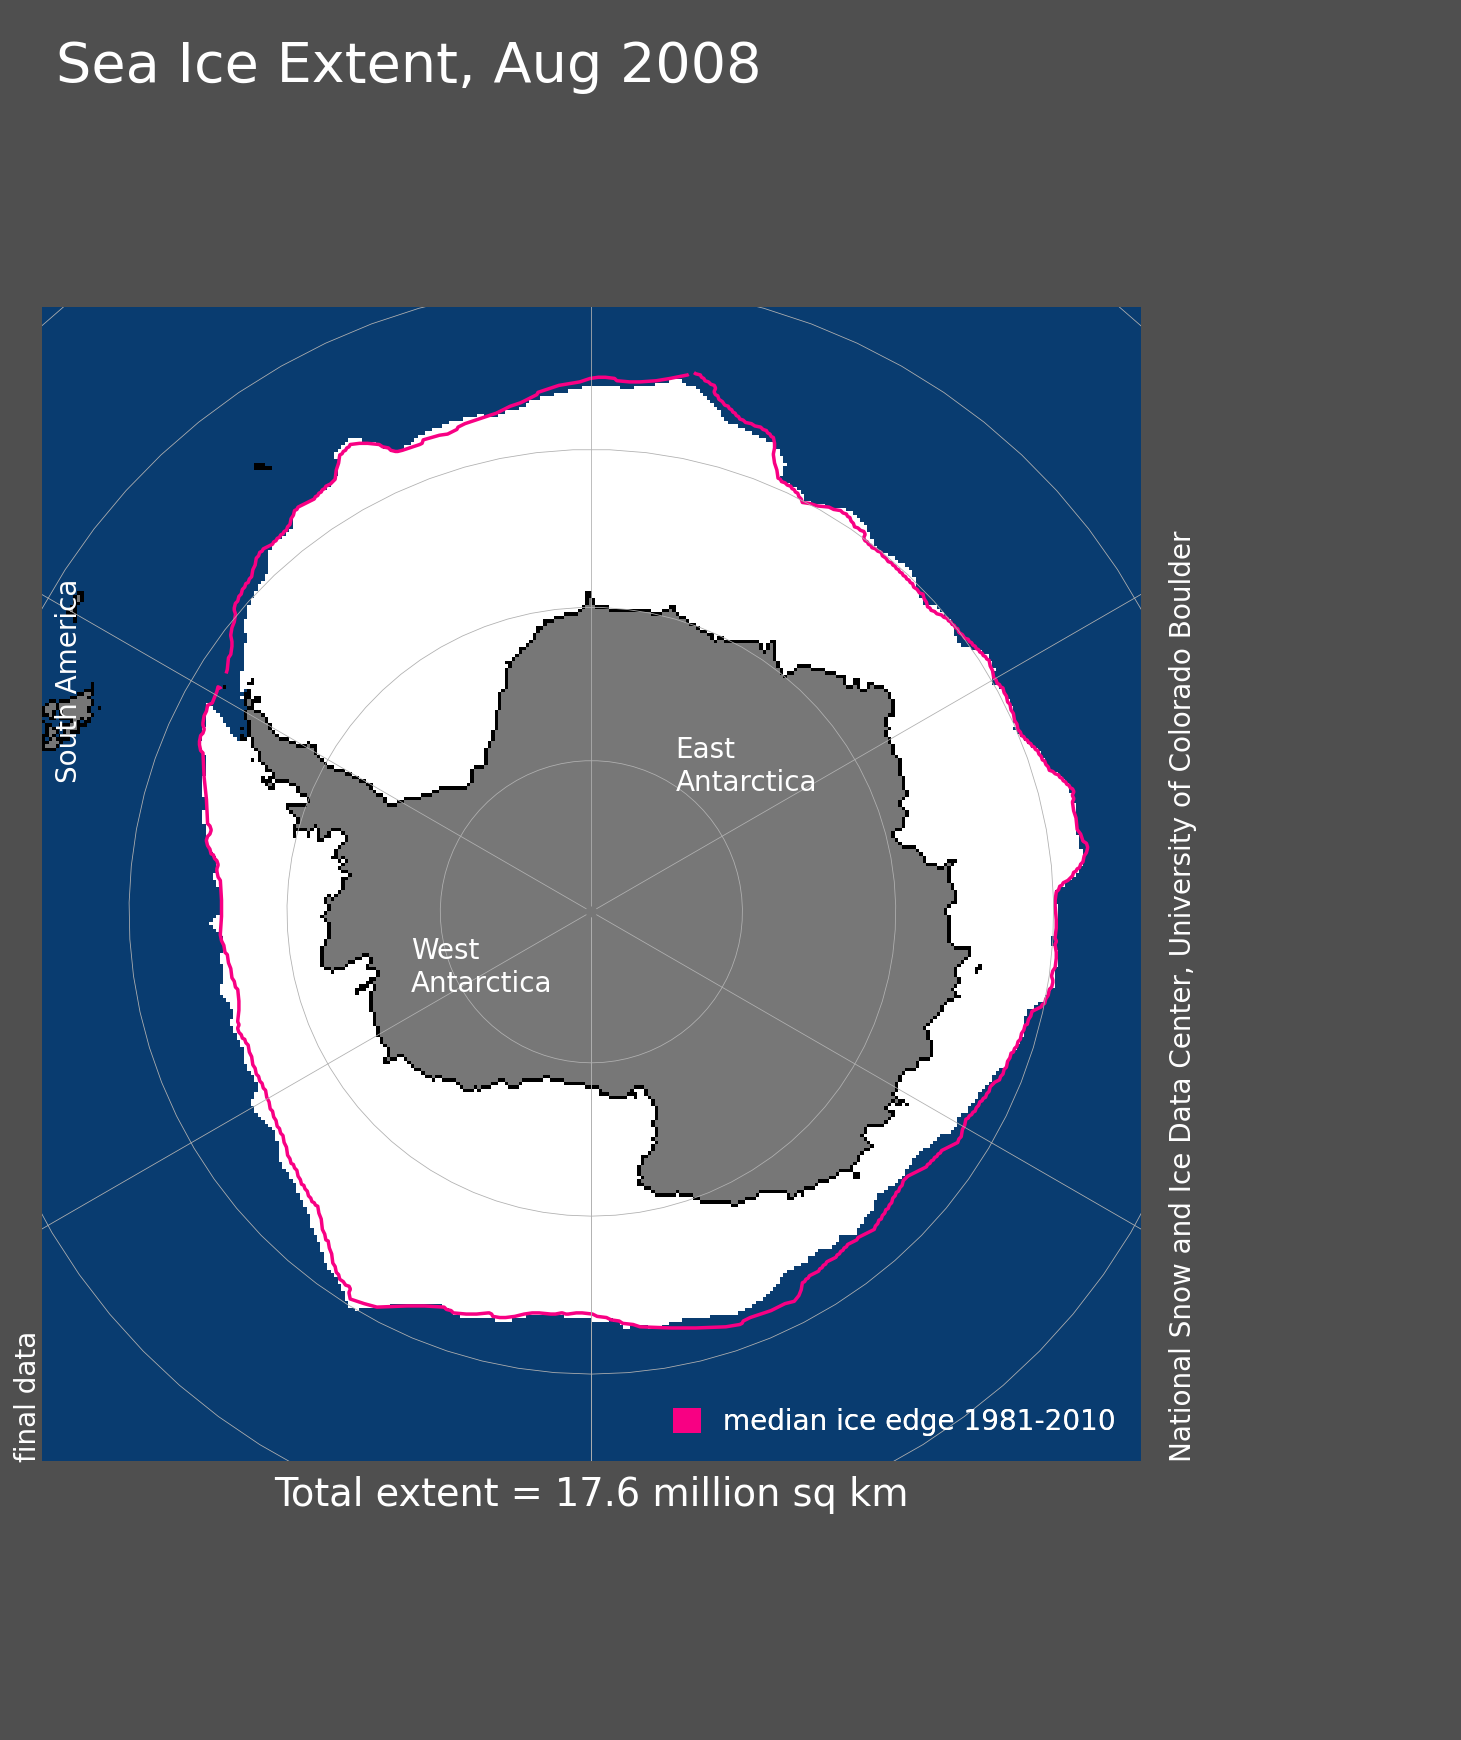 Sea Ice Extent, Aug 2008
South America
East
Antarctica
West
Antarctica
median ice edge 1981-2010
final data
National Snow and Ice Data Center, University of Colorado Boulder
Total extent = 17.6 million sq km